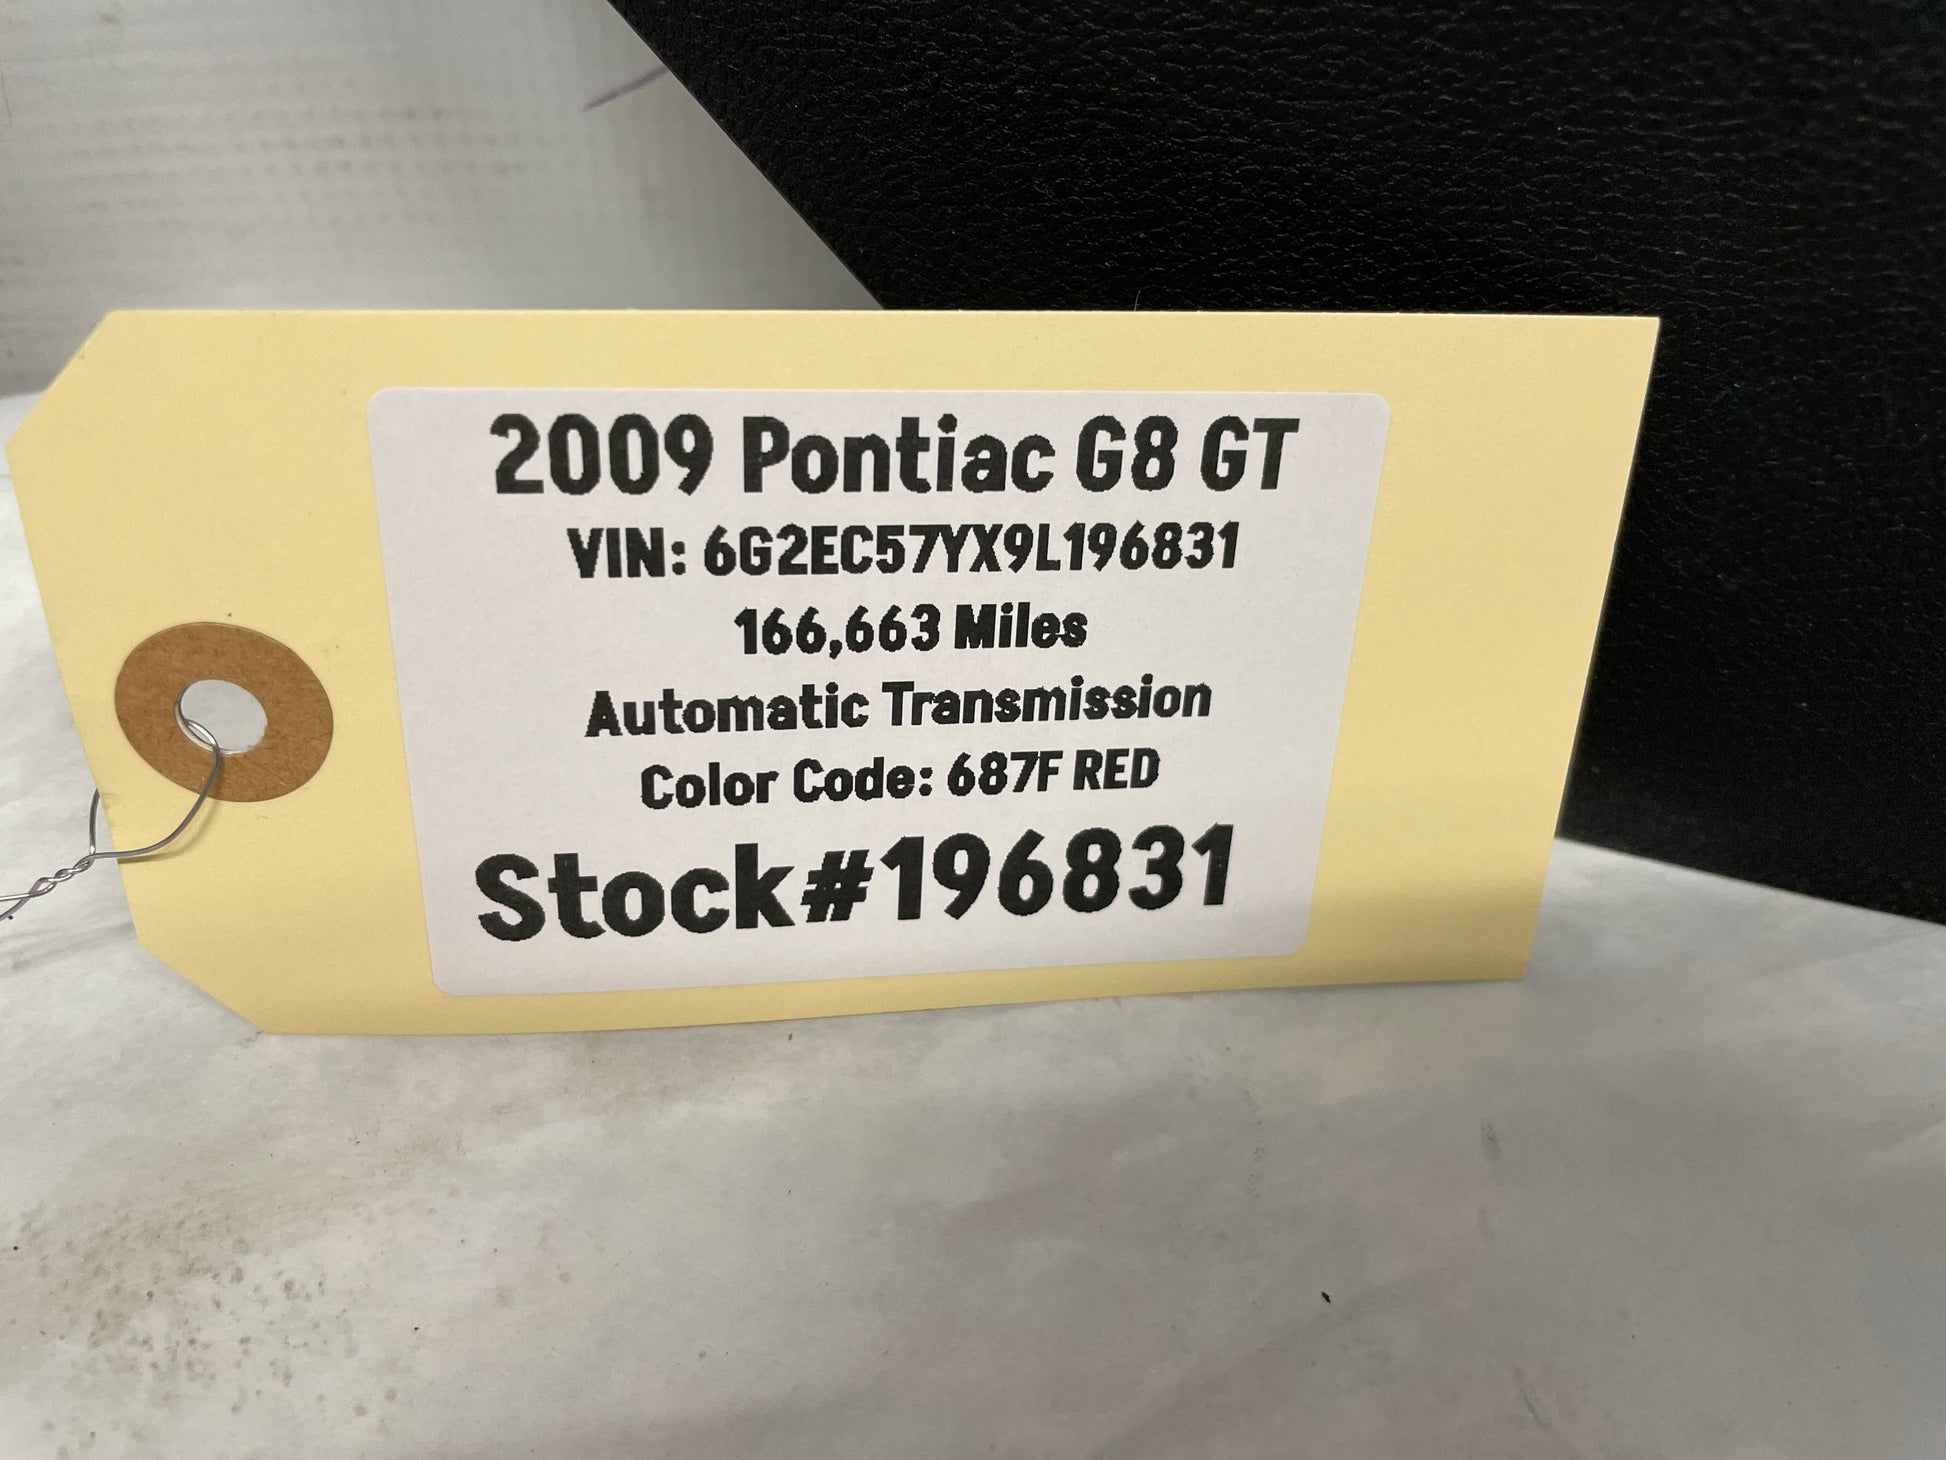 2009 Pontiac G8 GT
VIN: 6G2EC57YX9L196831
166,663 Miles
Automatic Transmission
Color Code: 687F RED
Stock#196831